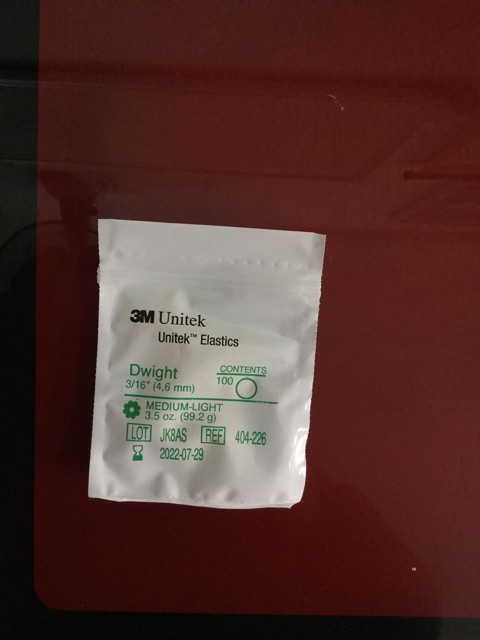 3M Unitek
Unitek™ Elastics
Dwight
3/16" (4,6 mm)
CONTENTS
100
MEDIUM-LIGHT
3.5 oz. (99.2 g)
LOT JK8AS REF 404-226
2022-07-29